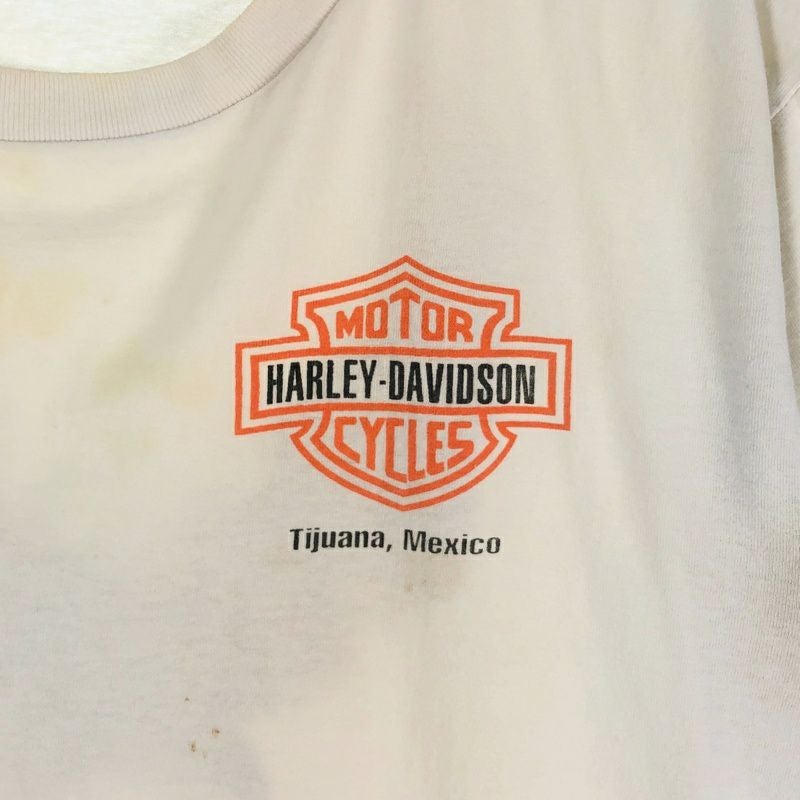 MOTOR
HARLEY-DAVIDSON
CYCLES
Tijuana, Mexico